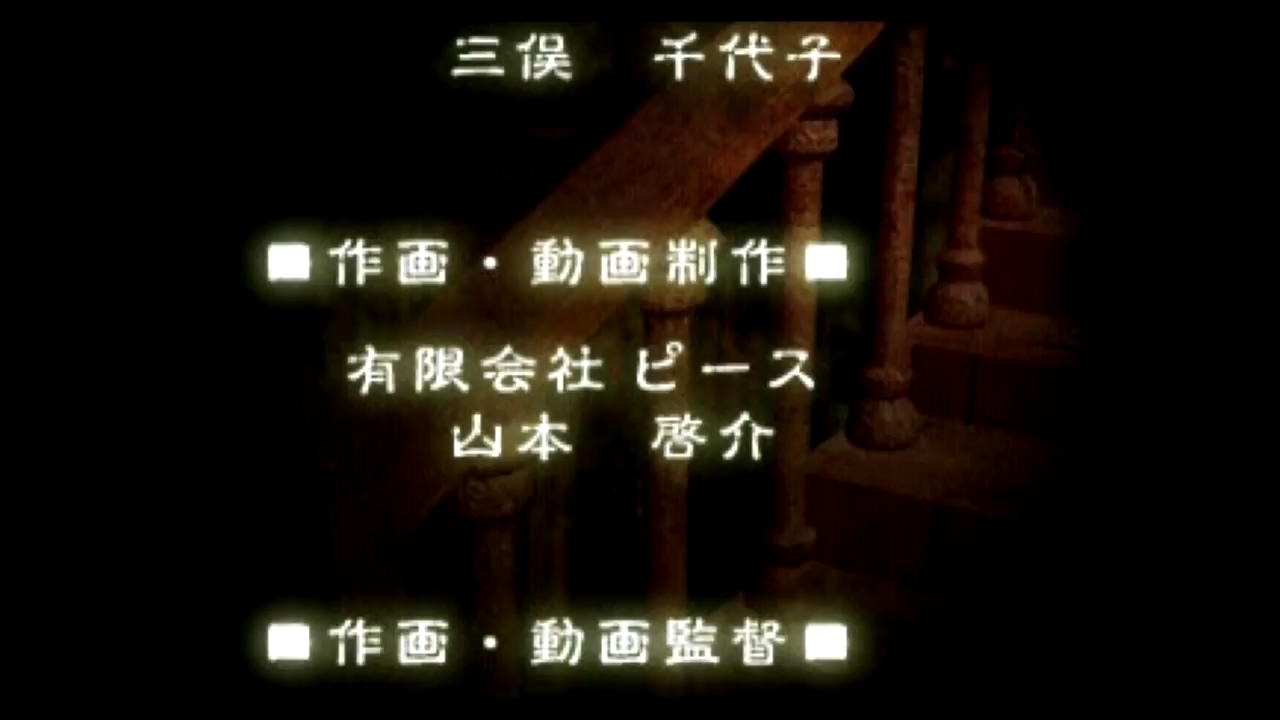 三俣　千代子
■作画・動画制作■
有限会社 ピース
山本　啓介
■作画・動画監督■